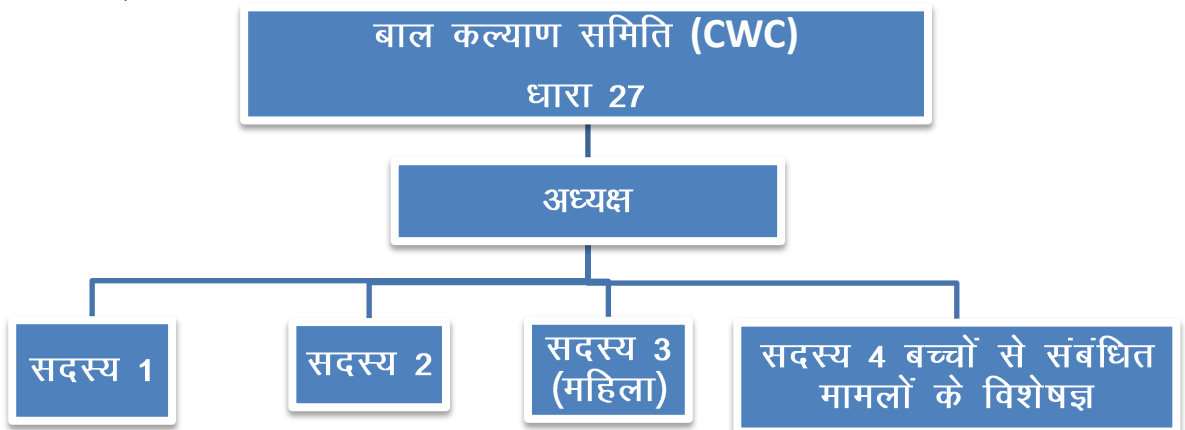 बाल कल्याण समिति (CWC)
धारा 27
अध्यक्ष
सदस्य 1
सदस्य 2
सदस्य 3
(महिला)
सदस्य 4 बच्चों से संबंधित
मामलों के विशेषज्ञ